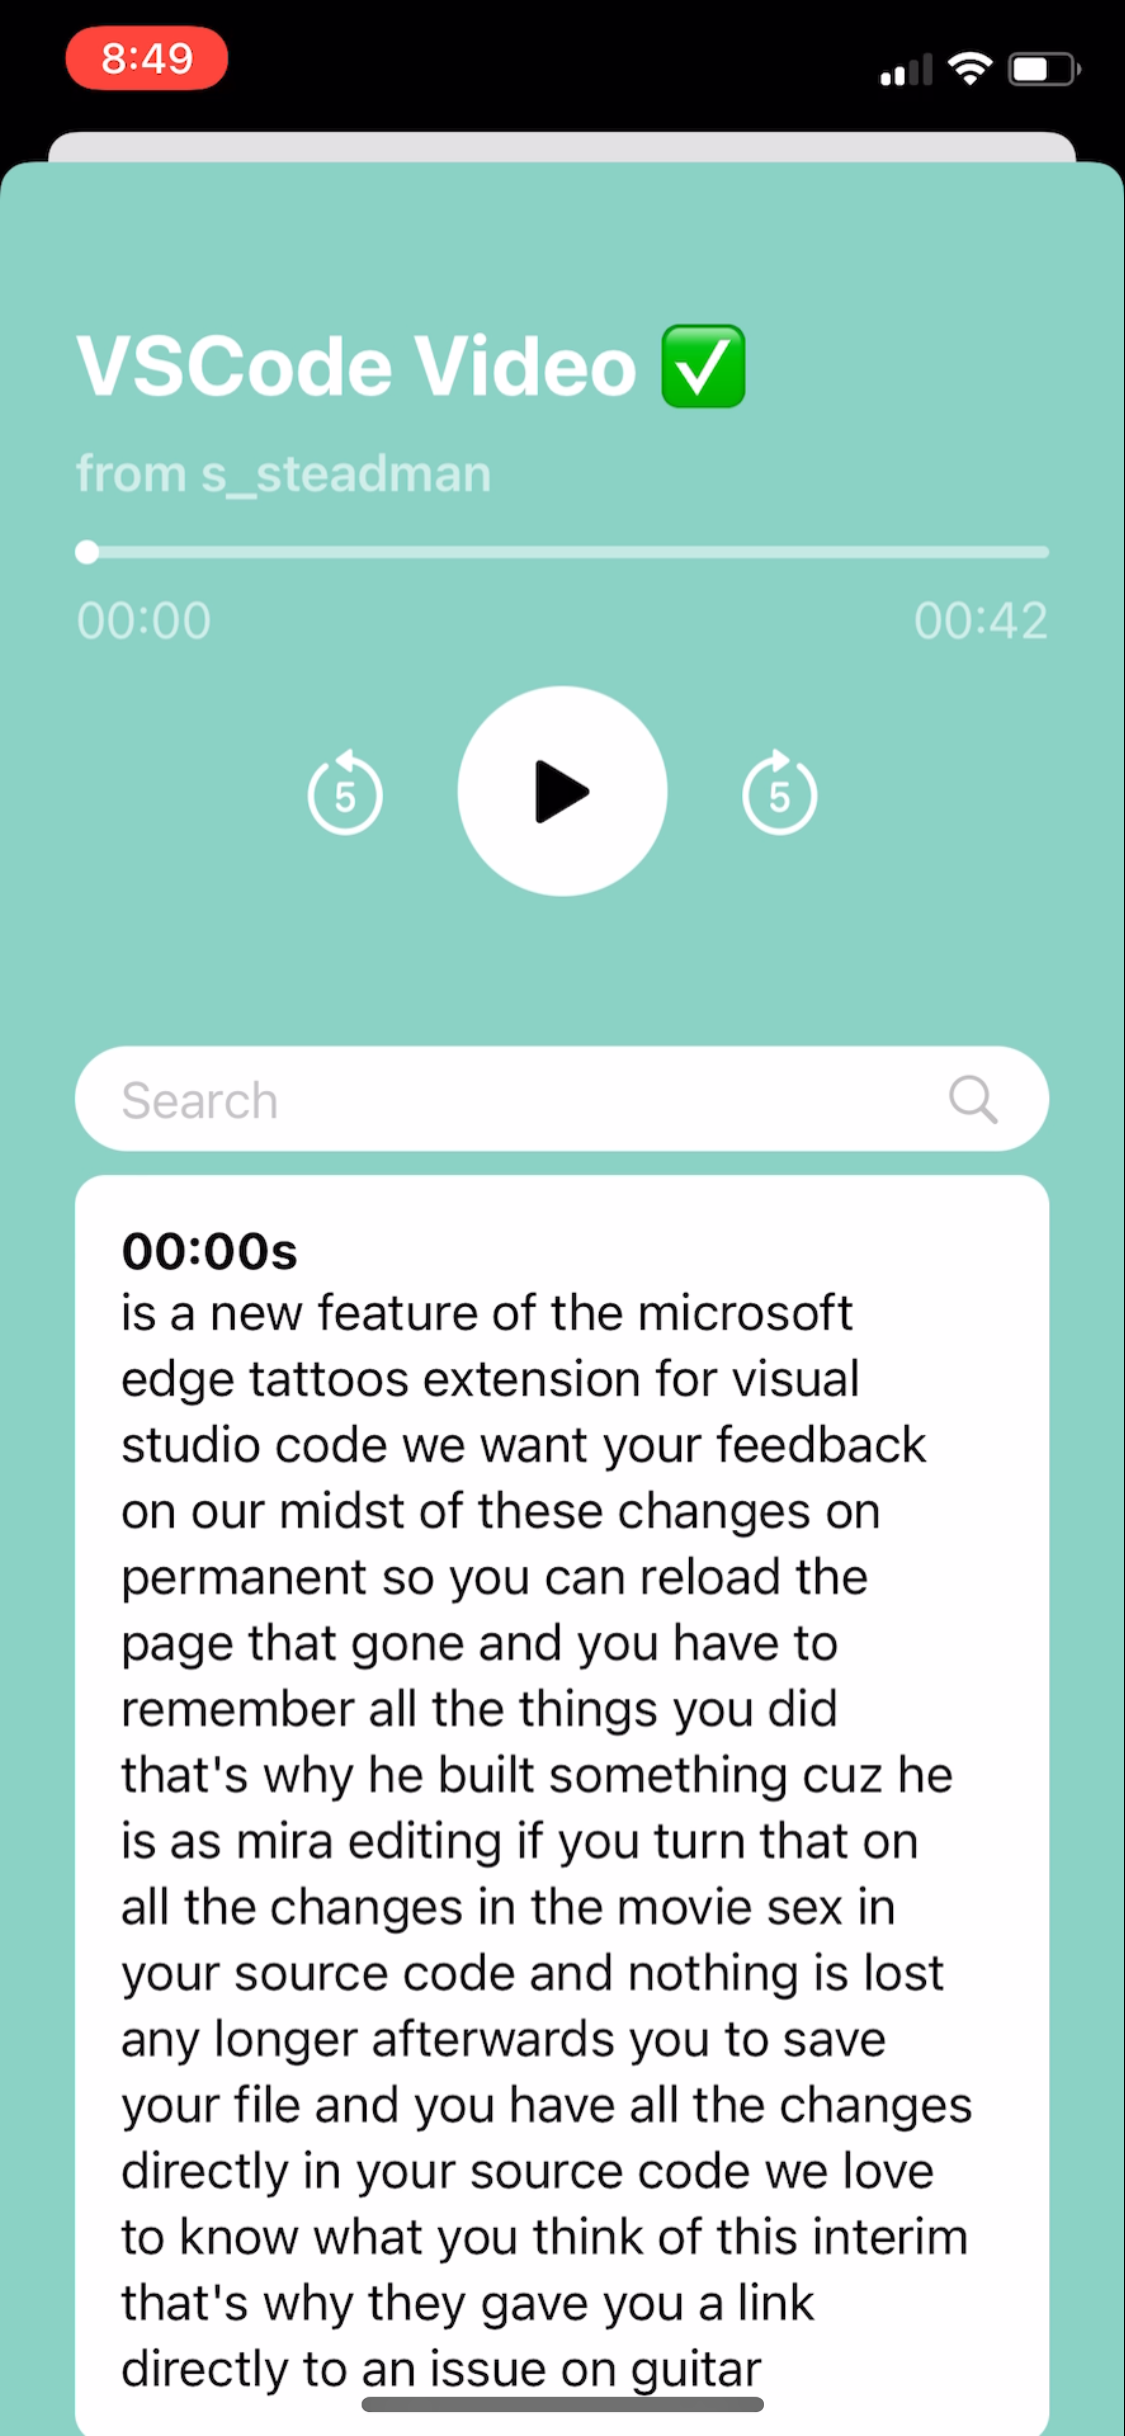 8:49
VSCode Video ✅
from s_steadman
00:00 00:42
5 5
Search
00:00s
is a new feature of the microsoft
edge tattoos extension for visual
studio code we want your feedback
on our midst of these changes on
permanent so you can reload the
page that gone and you have to
remember all the things you did
that's why he built something cuz he
is as mira editing if you turn that on
all the changes in the movie sex in
your source code and nothing is lost
any longer afterwards you to save
your file and you have all the changes
directly in your source code we love
to know what you think of this interim
that's why they gave you a link
directly to an issue on guitar